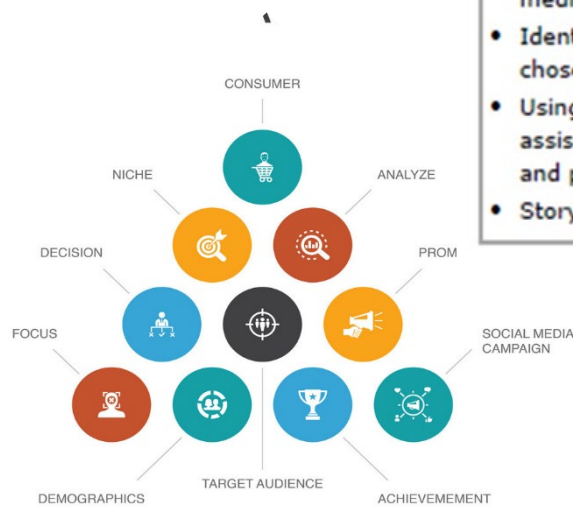 CONSUMER
NICHE
ANALYZE
DECISION
PROM
FOCUS
SOCIAL MEDIA
CAMPAIGN
DEMOGRAPHICS
TARGET AUDIENCE
ACHIEVEMEMENT
• Ident
chose
• Using
assis
and p
• Story